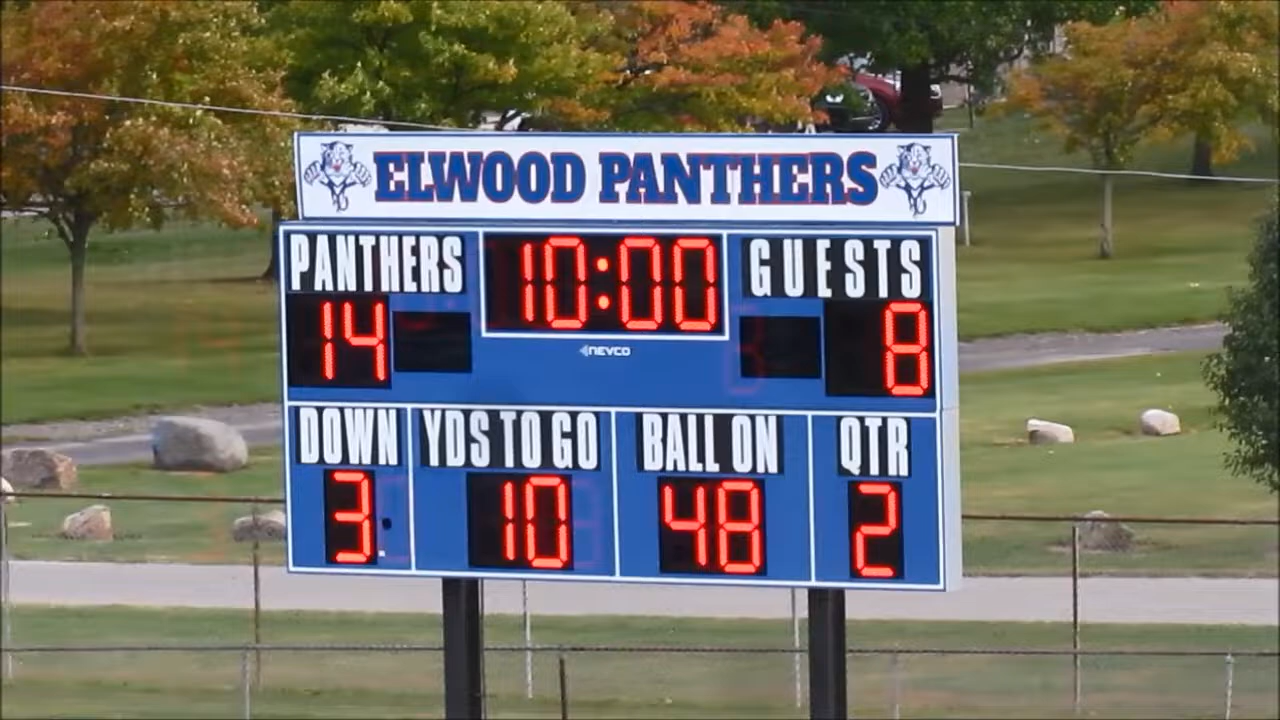 ELWOOD PANTHERS
PANTHERS 10:00 GUESTS
14 8
NEVCO
DOWN YDS TO GO BALL ON QTR
3 10 48 2